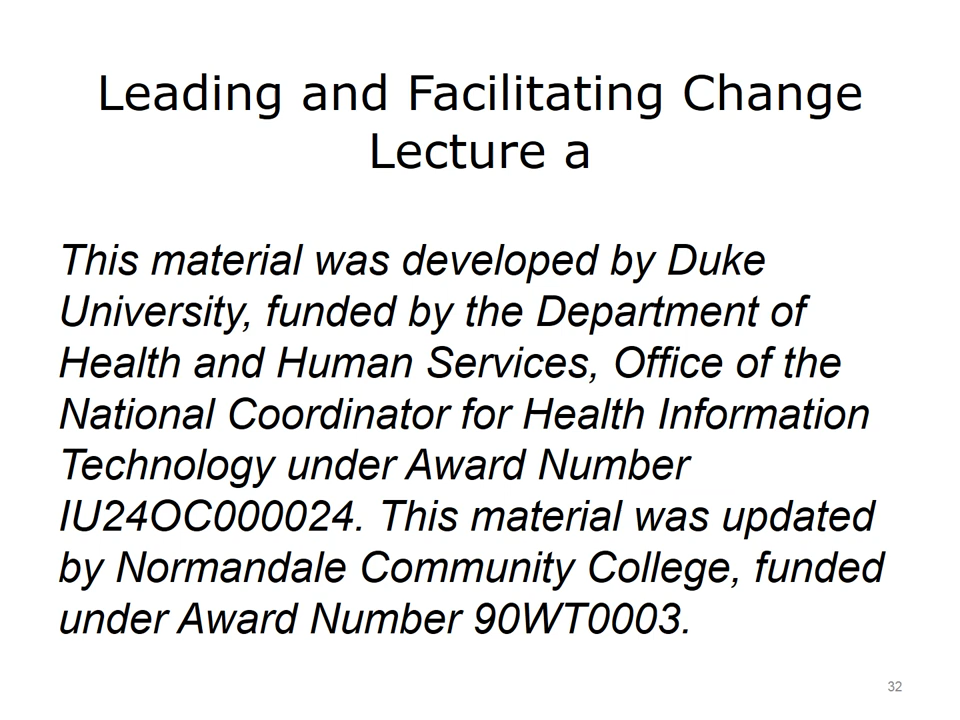 Leading and Facilitating Change
Lecture a
This material was developed by Duke
University, funded by the Department of
Health and Human Services, Office of the
National Coordinator for Health Information
Technology under Award Number
IU24OC000024. This material was updated
by Normandale Community College, funded
under Award Number 90WT0003.
32